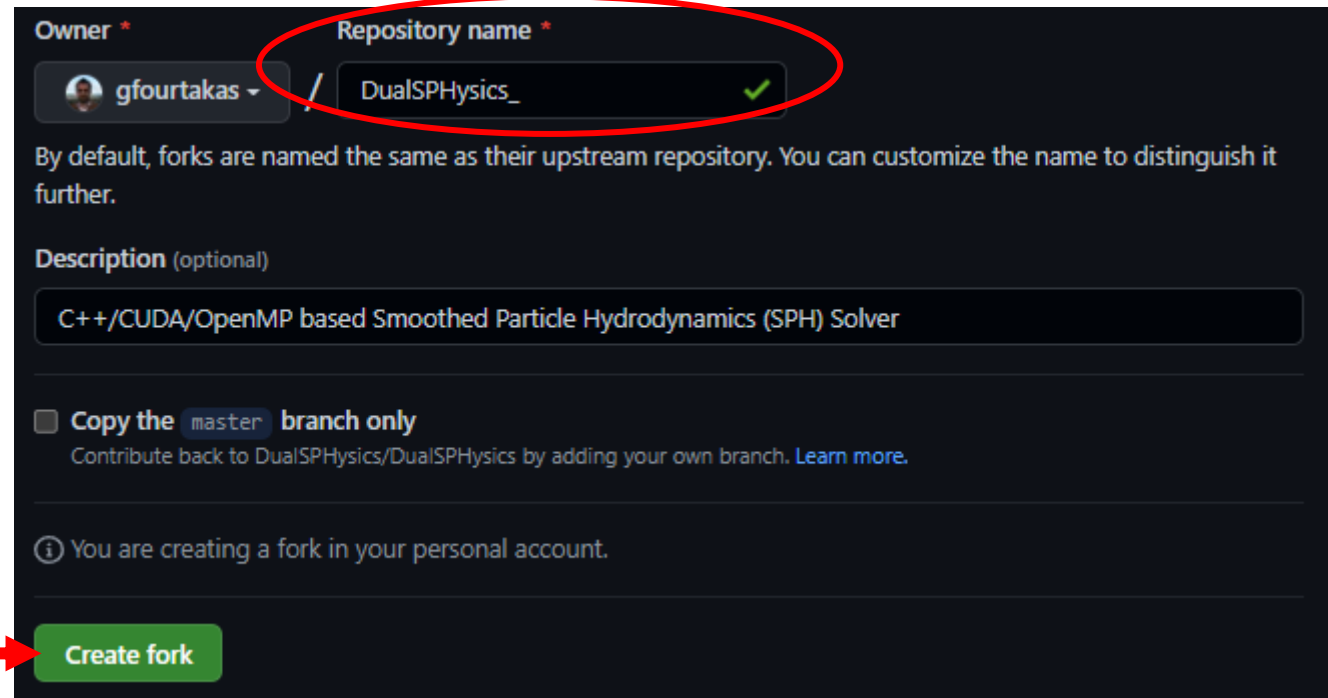 Owner * Repository name *
gfourtakas / DualSPHysics_
By default, forks are named the same as their upstream repository. You can customize the name to distinguish it
further.
Description (optional)
C++/CUDA/OpenMP based Smoothed Particle Hydrodynamics (SPH) Solver
Copy the master branch only
Contribute back to DualSPHysics/DualSPHysics by adding your own branch. Learn more.
You are creating a fork in your personal account.
Create fork